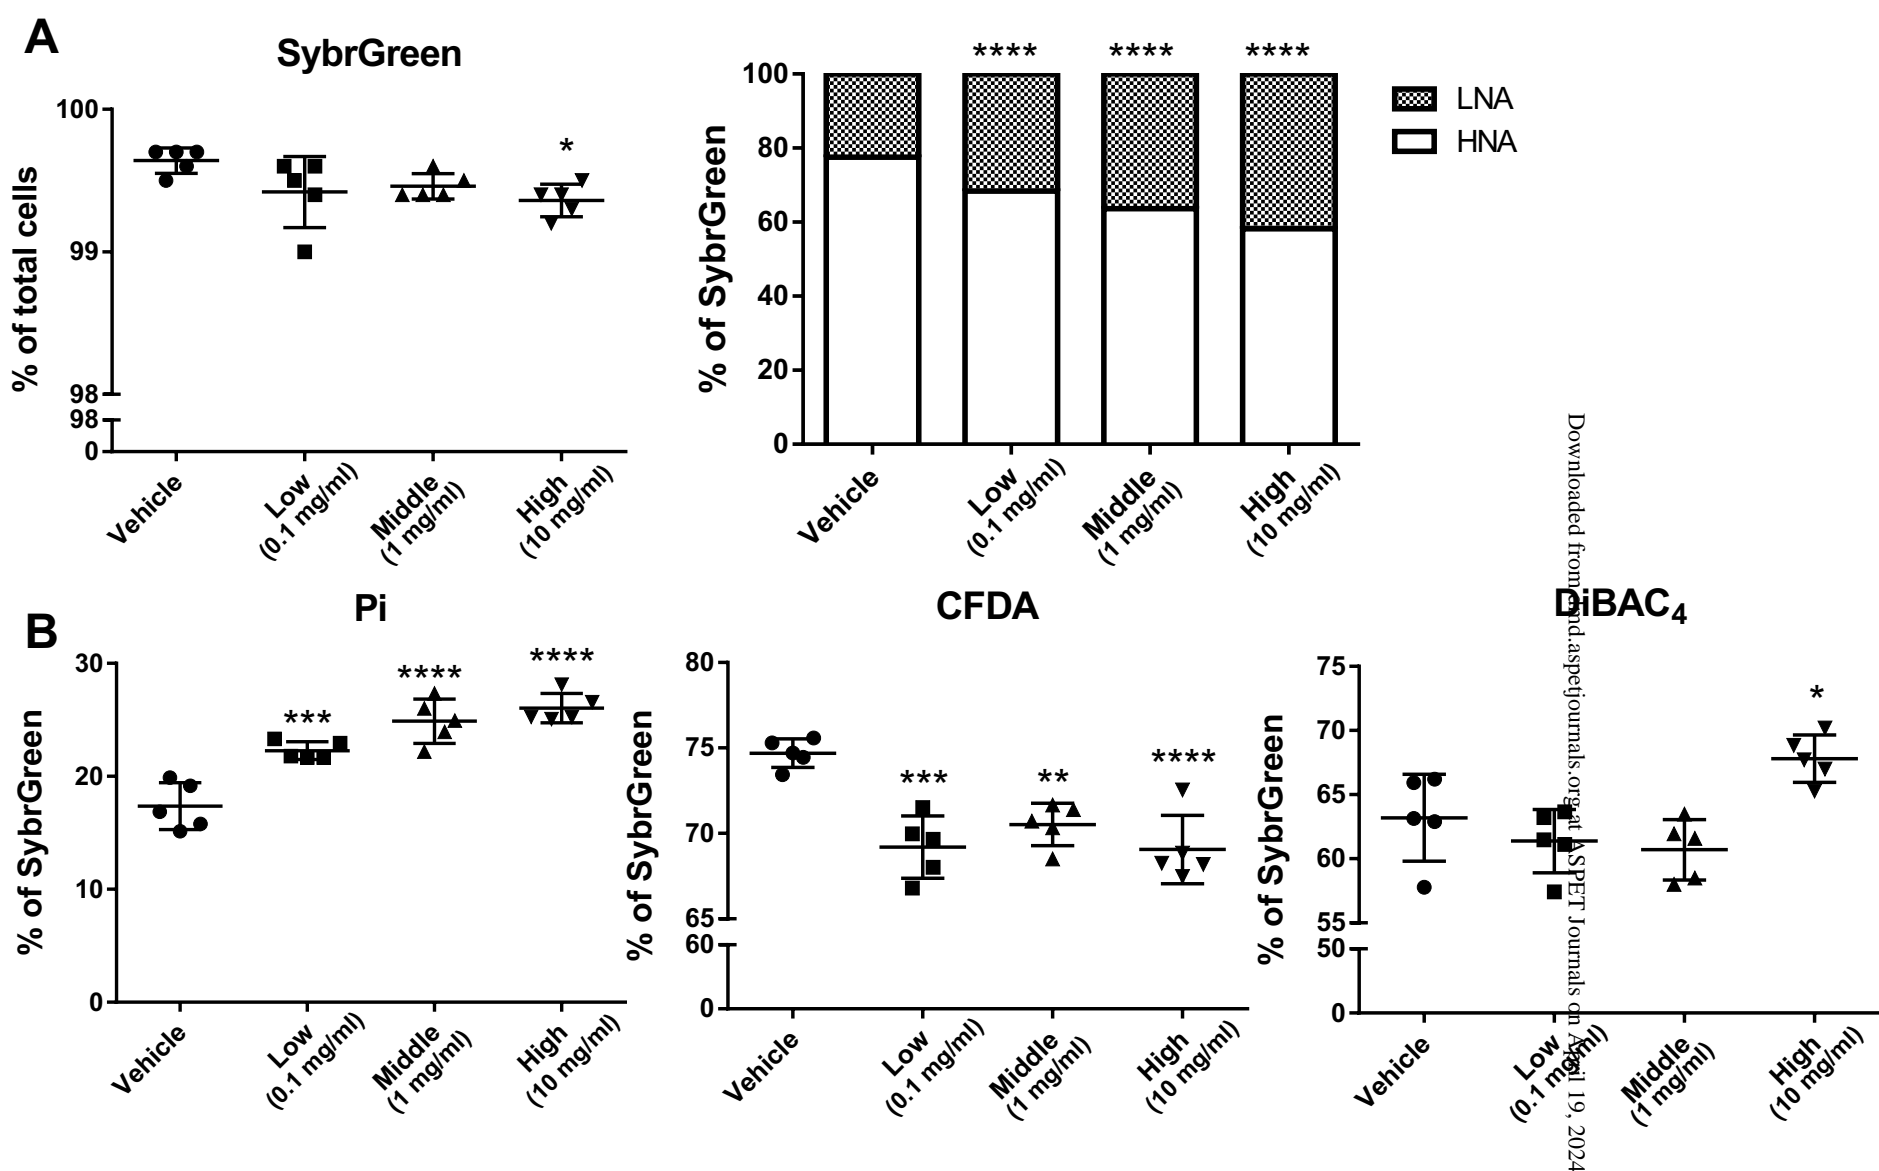 A
SybrGreen
% of total cells
100
99
98
98
0
*
Vehicle
Low
(0.1 mg/ml)
Middle
(1 mg/ml)
High
(10 mg/ml)
% of SybrGreen
100
80
60
40
20
0
****
****
****
Vehicle
Low
(0.1 mg/ml)
Middle
(1 mg/ml)
High
(10 mg/ml)
LNA
HNA
B
Pi
% of SybrGreen
30
20
10
0
***
****
****
Vehicle
Low
(0.1 mg/ml)
Middle
(1 mg/ml)
High
(10 mg/ml)
CFDA
% of SybrGreen
80
75
70
65
60
0
***
**
****
Vehicle
Low
(0.1 mg/ml)
Middle
(1 mg/ml)
High
(10 mg/ml)
DiBAC4
% of SybrGreen
75
70
65
60
55
50
0
*
Vehicle
Low
(0.1 mg/ml)
Middle
(1 mg/ml)
High
(10 mg/ml)
Downloaded from dmd.aspetjournals.org at ASPET Journals on April 19, 2024